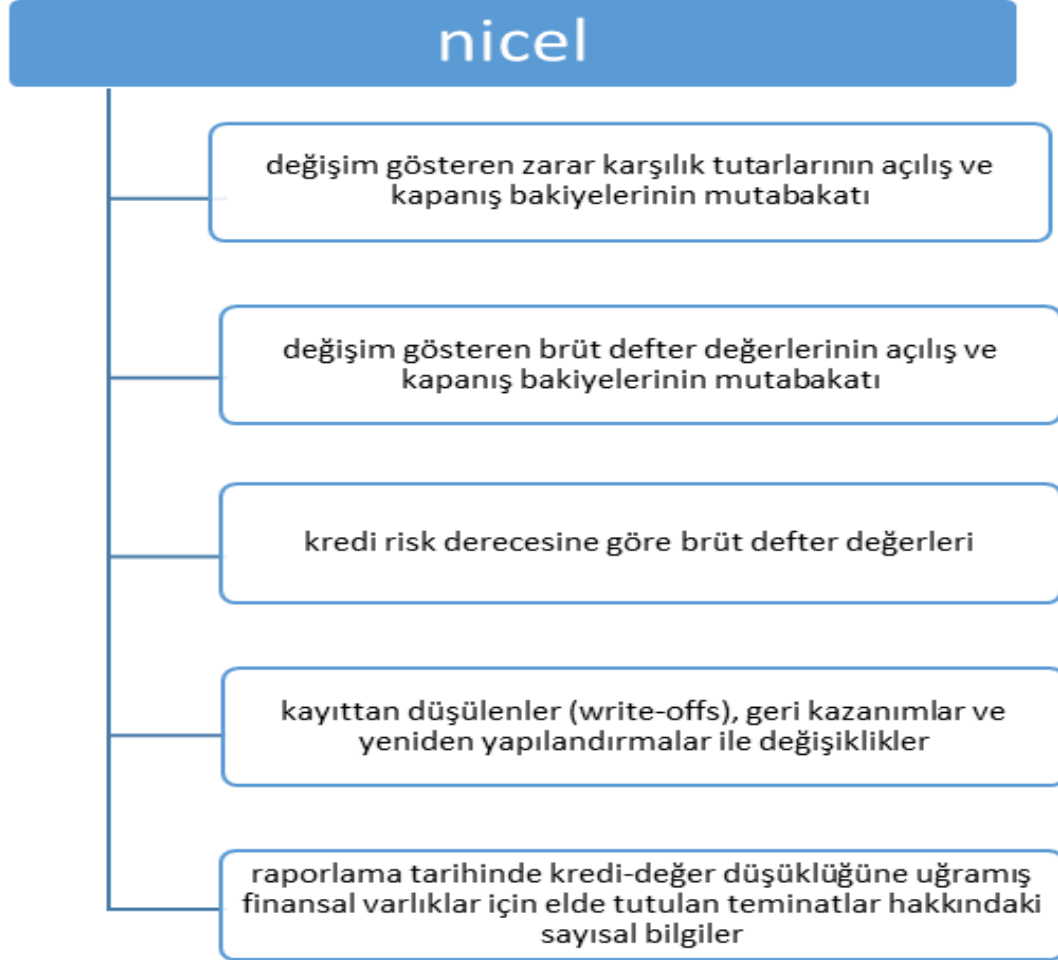 nicel
değişim gösteren zarar karşılık tutarlarının açılış ve
kapanış bakiyelerinin mutabakatı
değişim gösteren brüt defter değerlerinin açılış ve
kapanış bakiyelerinin mutabakatı
kredi risk derecesine göre brüt defter değerleri
kayıttan düşülenler (write-offs), geri kazanımlar ve
yeniden yapılandırmalar ile değişiklikler
raporlama tarihinde kredi-değer düşüklüğüne uğramış
finansal varlıklar için elde tutulan teminatlar hakkındaki
sayısal bilgiler